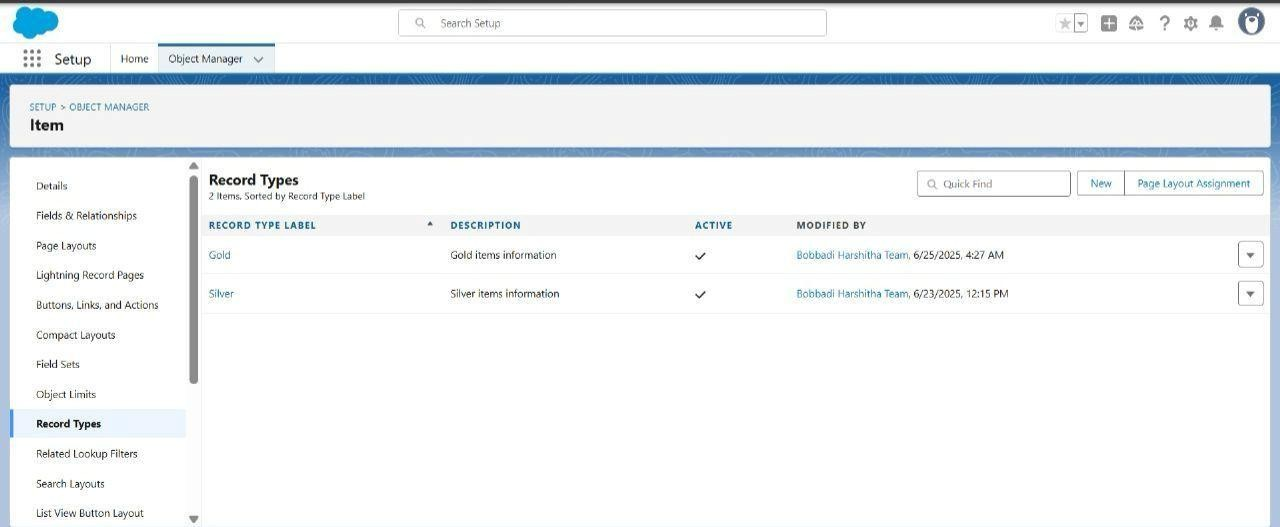 Search Setup
Setup
Home
Object Manager
SETUP > OBJECT MANAGER
Item
Details
Fields & Relationships
Page Layouts
Lightning Record Pages
Buttons, Links, and Actions
Compact Layouts
Field Sets
Object Limits
Record Types
Related Lookup Filters
Search Layouts
List View Button Layout
Record Types
2 Items, Sorted by Record Type Label
Quick Find
New
Page Layout Assignment
RECORD TYPE LABEL DESCRIPTION ACTIVE MODIFIED BY
Gold Gold items information Bobbadi Harshitha Team, 6/25/2025, 4:27 AM
Silver Silver items information Bobbadi Harshitha Team, 6/23/2025, 12:15 PM